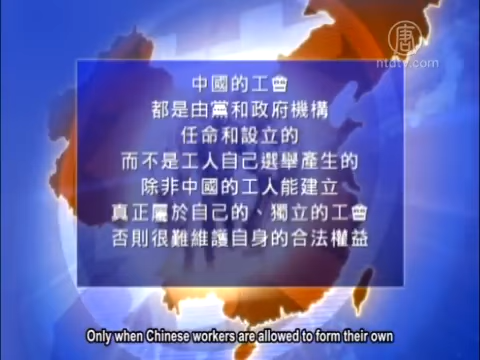 唐
ntdtv.com
中國的工會
都是由黨和政府機構
任命和設立的
而不是工人自己選舉產生的
除非中國的工人能建立
真正屬於自己的、獨立的工會
否則很難維護自身的合法權益
Only when Chinese workers are allowed to form their own